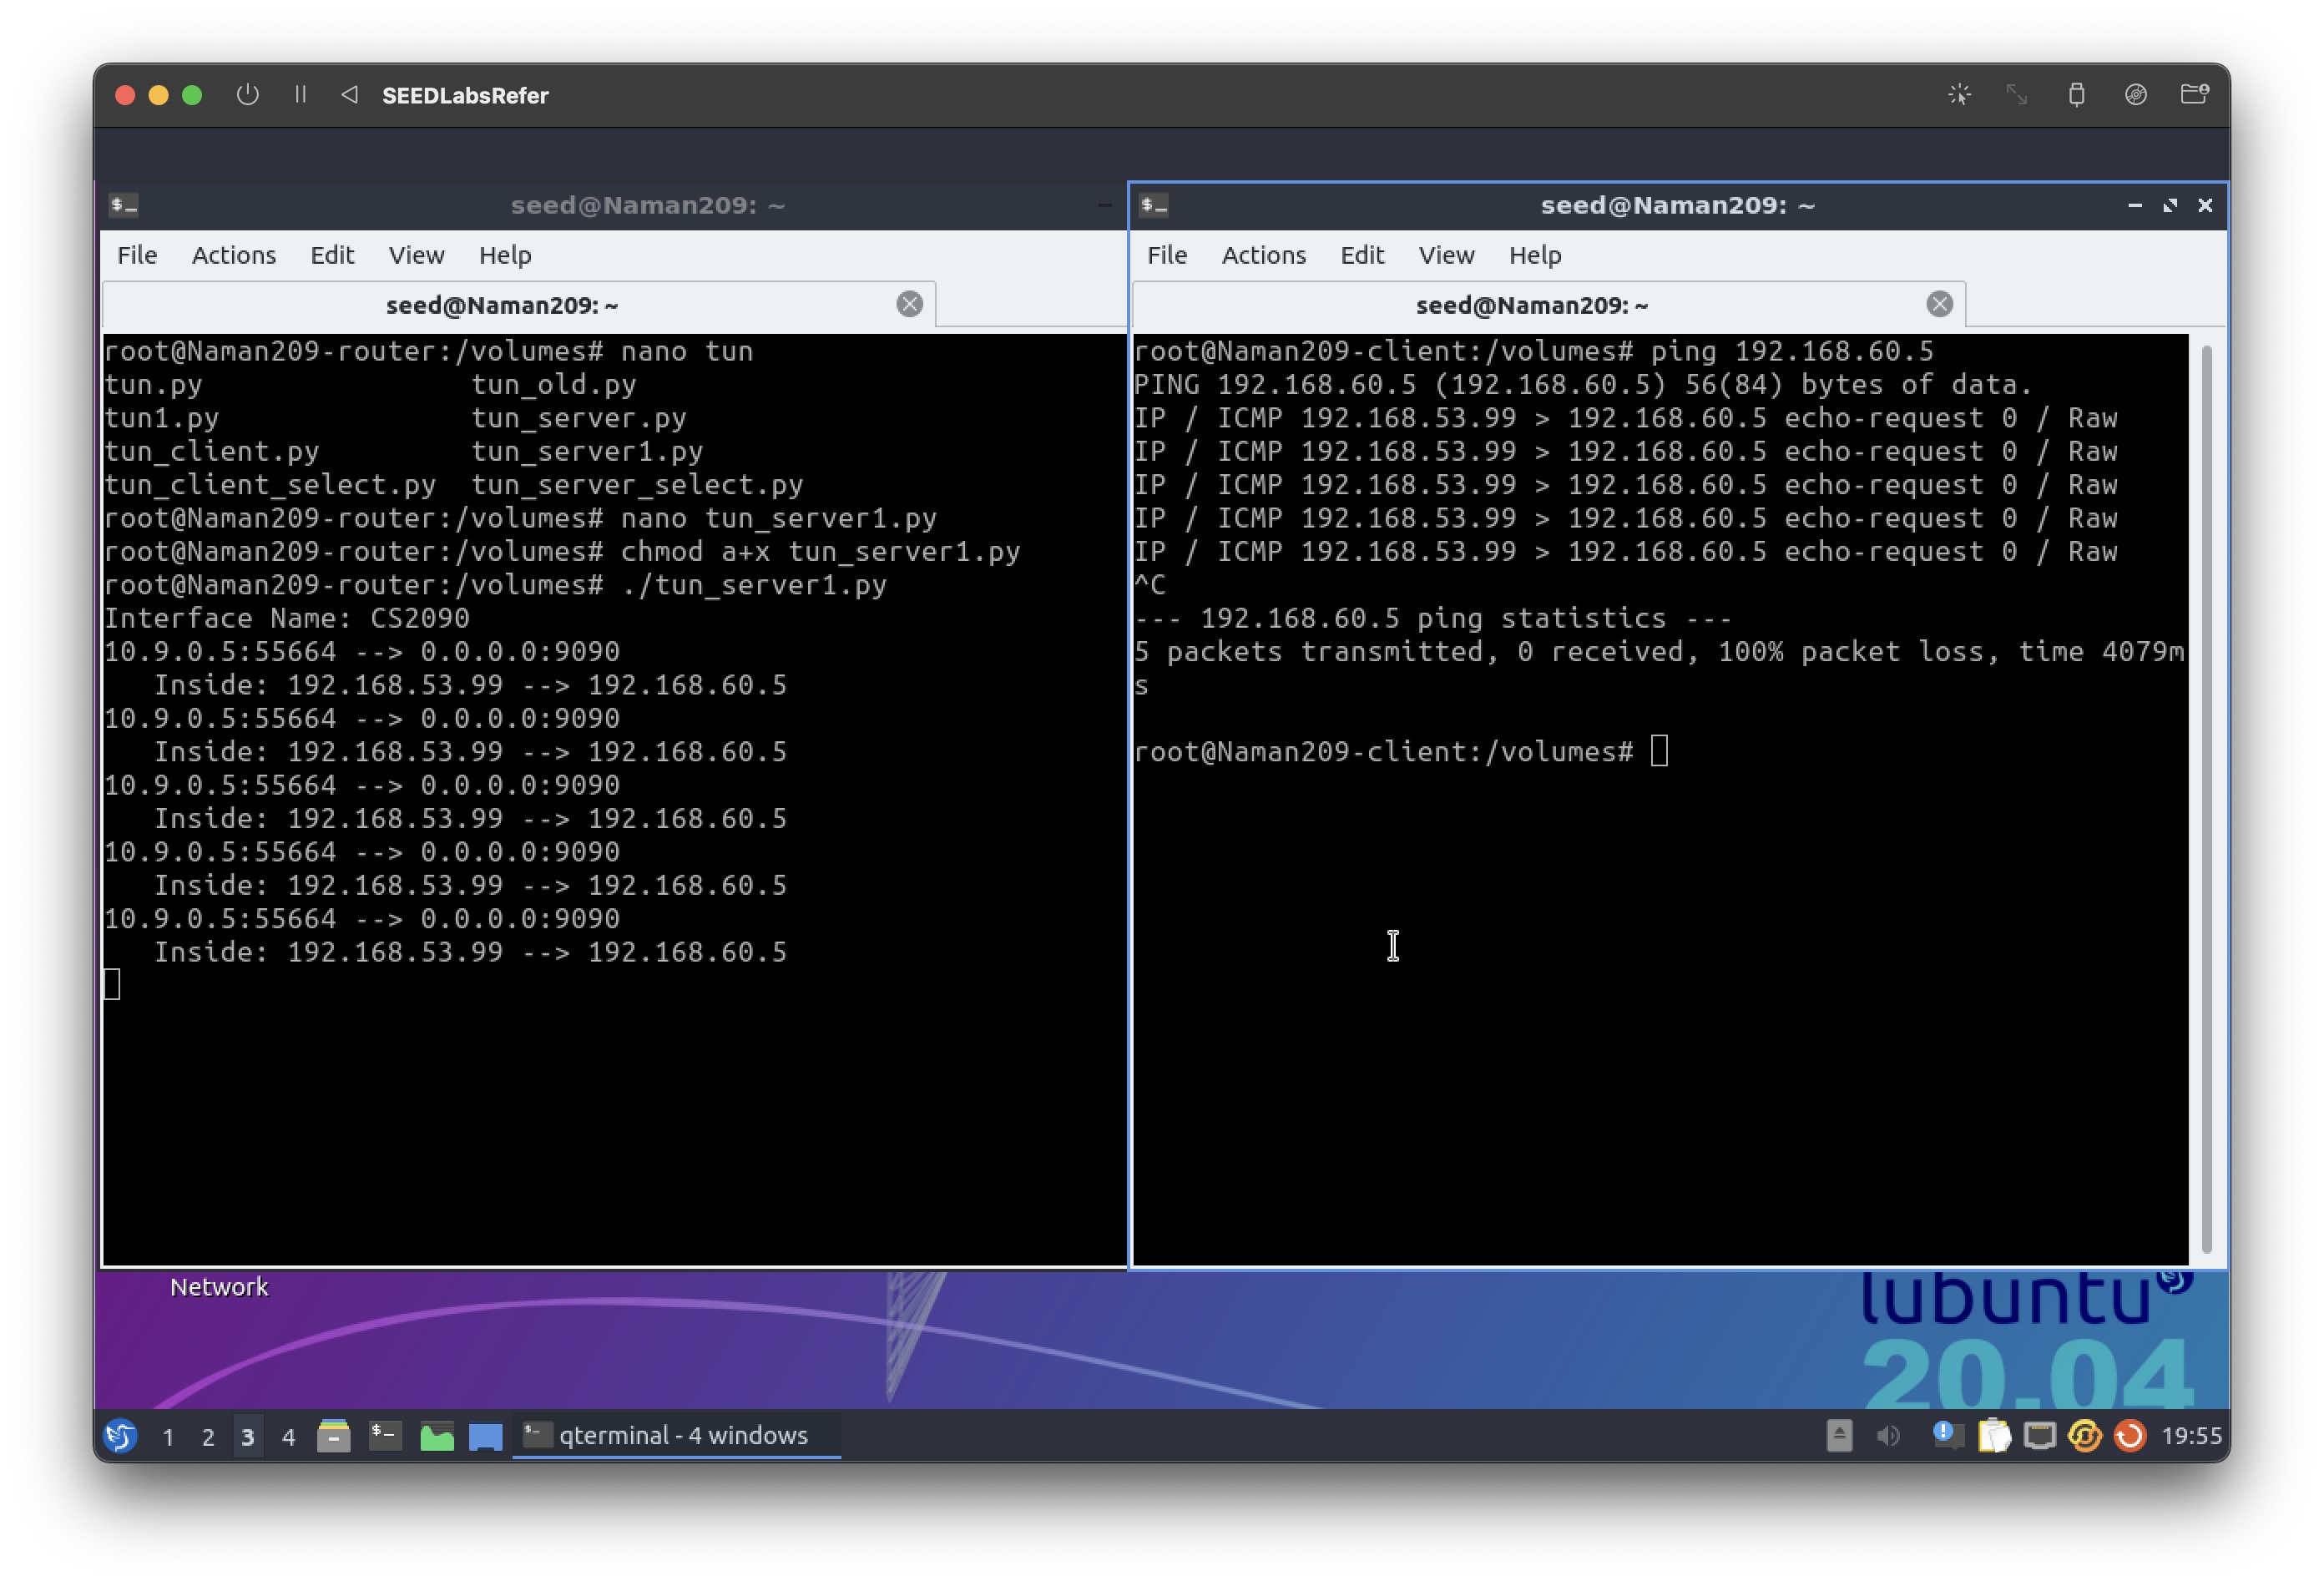 SEEDLabsRefer
seed@Naman209: ~
File Actions Edit View Help
seed@Naman209: ~
root@Naman209-router:/volumes# nano tun
tun.py tun_old.py
tun1.py tun_server.py
tun_client.py tun_server1.py
tun_client_select.py tun_server_select.py
root@Naman209-router:/volumes# nano tun_server1.py
root@Naman209-router:/volumes# chmod a+x tun_server1.py
root@Naman209-router:/volumes# ./tun_server1.py
Interface Name: CS2090
10.9.0.5:55664 --> 0.0.0.0:9090
Inside: 192.168.53.99 --> 192.168.60.5
10.9.0.5:55664 --> 0.0.0.0:9090
Inside: 192.168.53.99 --> 192.168.60.5
10.9.0.5:55664 --> 0.0.0.0:9090
Inside: 192.168.53.99 --> 192.168.60.5
10.9.0.5:55664 --> 0.0.0.0:9090
Inside: 192.168.53.99 --> 192.168.60.5
10.9.0.5:55664 --> 0.0.0.0:9090
Inside: 192.168.53.99 --> 192.168.60.5
seed@Naman209: ~
File Actions Edit View Help
seed@Naman209: ~
root@Naman209-client:/volumes# ping 192.168.60.5
PING 192.168.60.5 (192.168.60.5) 56(84) bytes of data.
IP / ICMP 192.168.53.99 > 192.168.60.5 echo-request 0 / Raw
IP / ICMP 192.168.53.99 > 192.168.60.5 echo-request 0 / Raw
IP / ICMP 192.168.53.99 > 192.168.60.5 echo-request 0 / Raw
IP / ICMP 192.168.53.99 > 192.168.60.5 echo-request 0 / Raw
IP / ICMP 192.168.53.99 > 192.168.60.5 echo-request 0 / Raw
^C
--- 192.168.60.5 ping statistics ---
5 packets transmitted, 0 received, 100% packet loss, time 4079m
s
root@Naman209-client:/volumes#
Network
lubuntu
20.04
1 2 3 4 qterminal - 4 windows 19:55